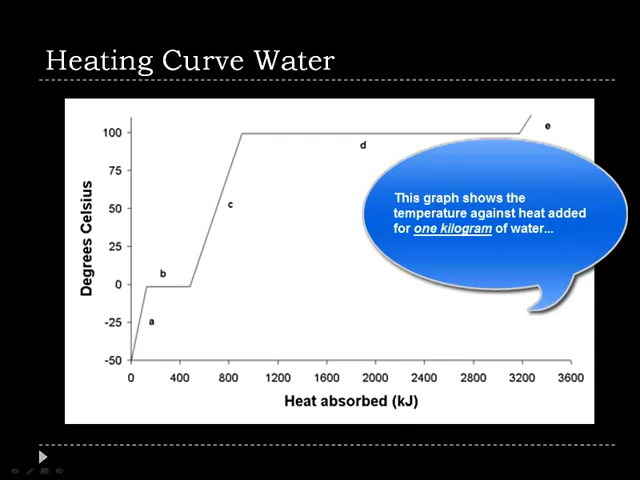 Heating Curve Water
100
75
50
25
0
-25
-50
Degrees Celsius
a
b
c
d
e
This graph shows the
temperature against heat added
for one kilogram of water...
0 400 800 1200 1600 2000 2400 2800 3200 3600
Heat absorbed (kJ)